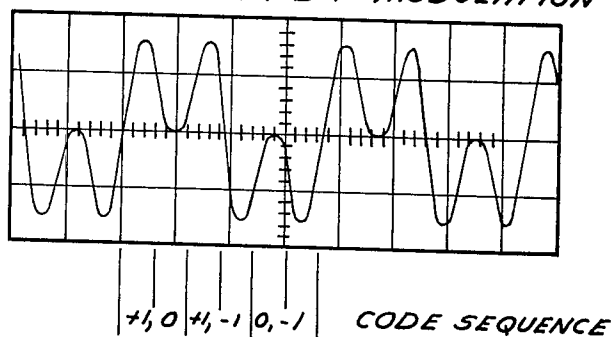 MODULATION
+1, 0 +1, -1 0, -1 CODE SEQUENCE